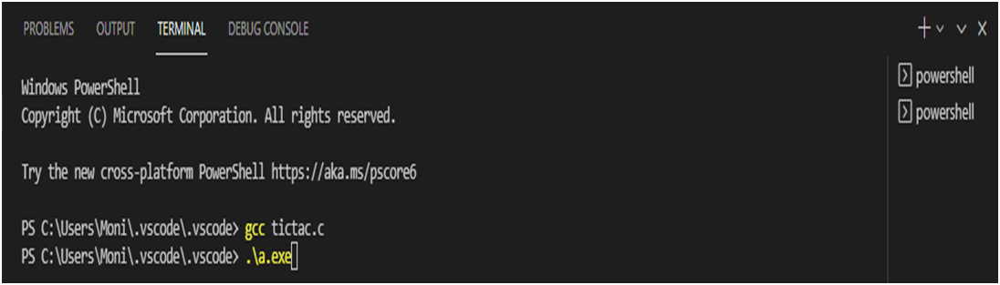 PROBLEMS OUTPUT TERMINAL DEBUG CONSOLE
Windows PowerShell
Copyright (C) Microsoft Corporation. All rights reserved.
Try the new cross-platform PowerShell https://aka.ms/pscore6
PS C:\Users\Moni\.vscode\.vscode> gcc tictac.c
PS C:\Users\Moni\.vscode\.vscode> .\a.exe
powershell
powershell